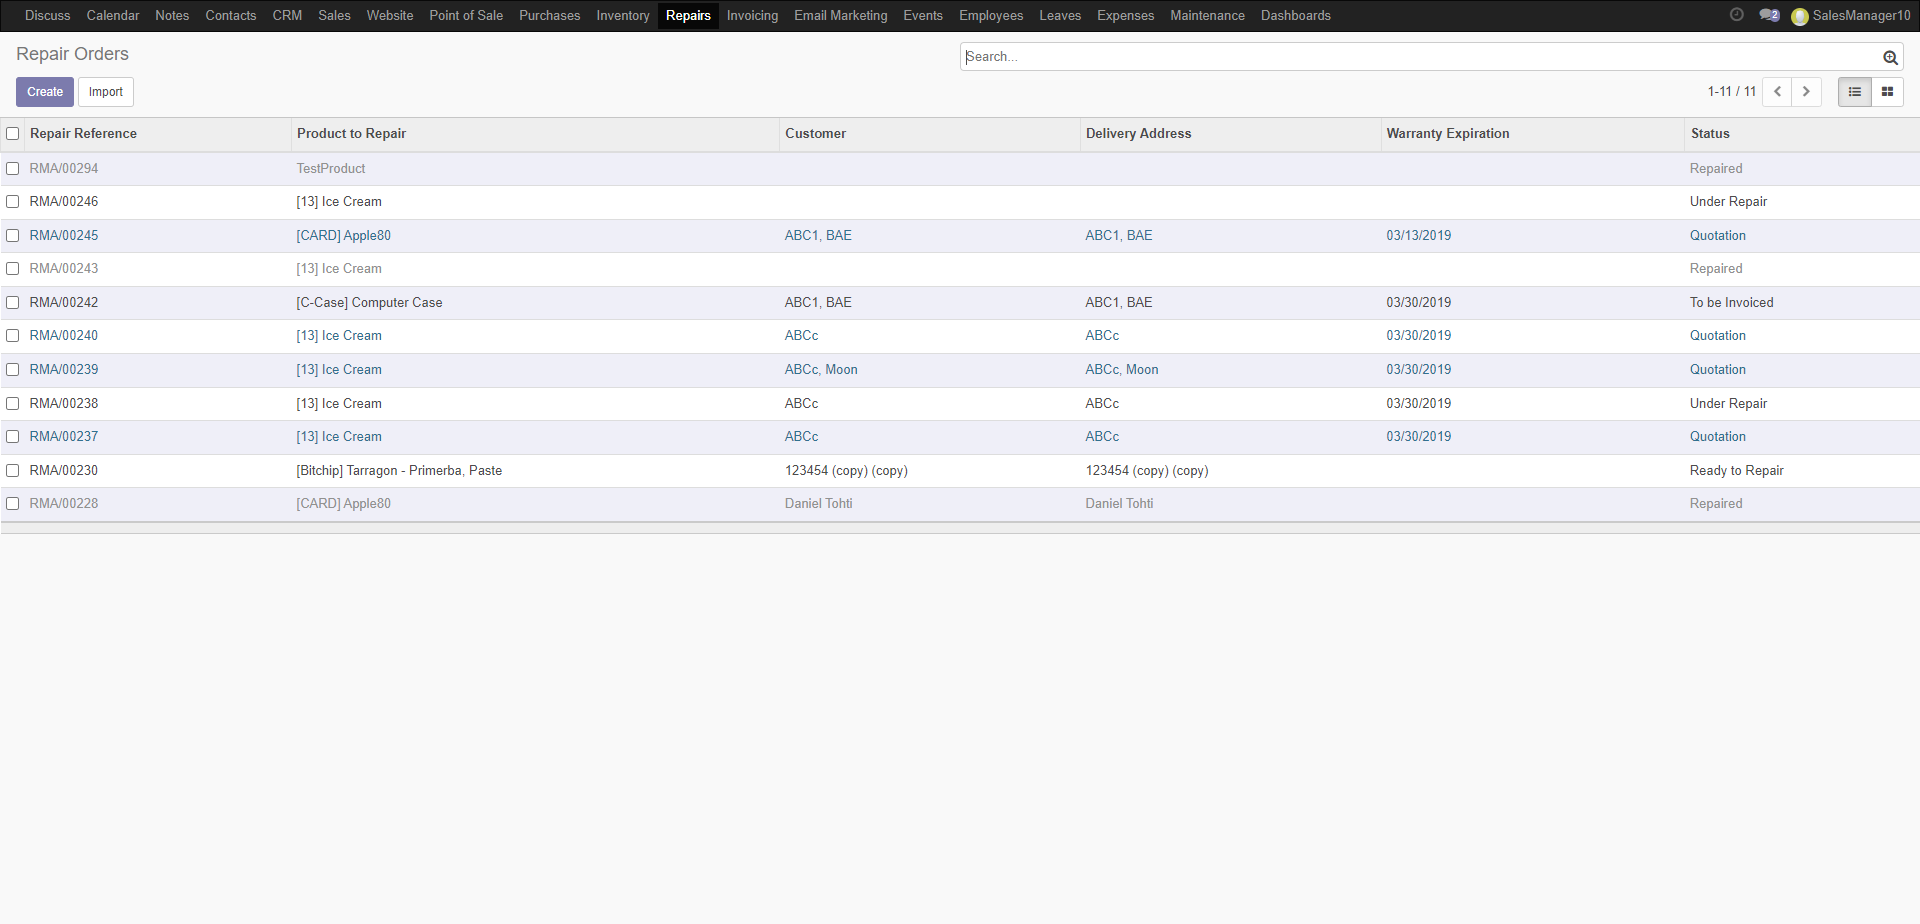 Discuss Calendar Notes Contacts CRM Sales Website Point of Sale Purchases Inventory Repairs Invoicing Email Marketing Events Employees Leaves Expenses Maintenance Dashboards 2 SalesManager10
Repair Orders Search...
Create Import 1-11 / 11
Repair Reference Product to Repair Customer Delivery Address Warranty Expiration Status
RMA/00294 TestProduct Repaired
RMA/00246 [13] Ice Cream Under Repair
RMA/00245 [CARD] Apple80 ABC1, BAE ABC1, BAE 03/13/2019 Quotation
RMA/00243 [13] Ice Cream Repaired
RMA/00242 [C-Case] Computer Case ABC1, BAE ABC1, BAE 03/30/2019 To be Invoiced
RMA/00240 [13] Ice Cream ABCc ABCc 03/30/2019 Quotation
RMA/00239 [13] Ice Cream ABCc, Moon ABCc, Moon 03/30/2019 Quotation
RMA/00238 [13] Ice Cream ABCc ABCc 03/30/2019 Under Repair
RMA/00237 [13] Ice Cream ABCc ABCc 03/30/2019 Quotation
RMA/00230 [Bitchip] Tarragon - Primerba, Paste 123454 (copy) (copy) 123454 (copy) (copy) Ready to Repair
RMA/00228 [CARD] Apple80 Daniel Tohti Daniel Tohti Repaired